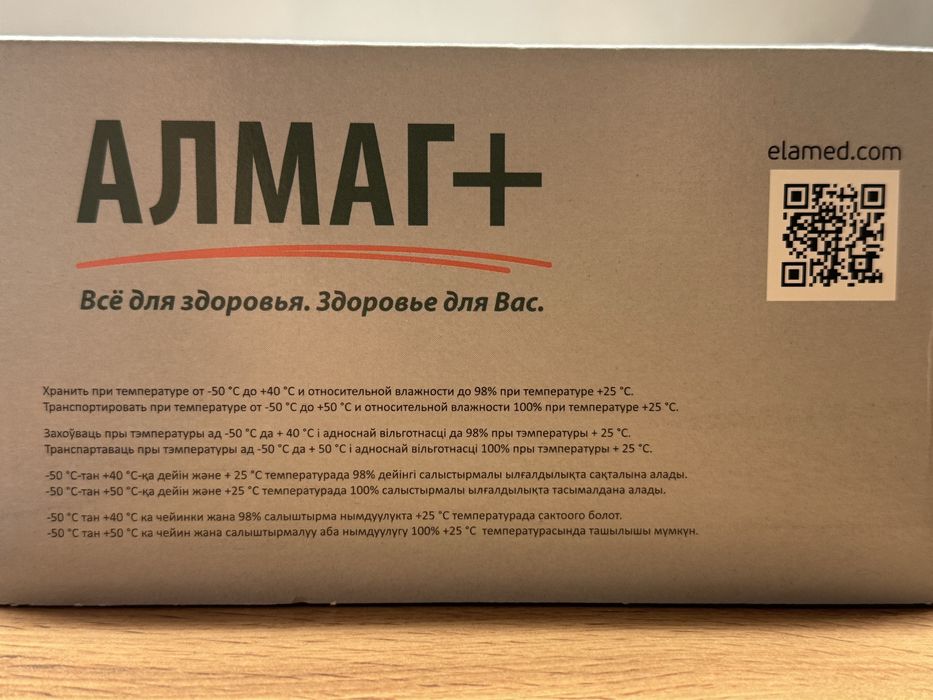 АЛМАГ+
elamed.com
Всё для здоровья. Здоровье для Вас.
Хранить при температуре от -50 °С до +40 °С и относительной влажности до 98% при температуре +25 °С.
Транспортировать при температуре от -50 °С до +50 °С и относительной влажности 100% при температуре +25 °С.
Захоўваць пры тэмпературы ад -50 °С да + 40 °С і адноснай вільготнасці да 98% пры тэмпературы + 25 °С.
Транспартаваць пры тэмпературы ад -50 °С да + 50 °С і адноснай вільготнасці 100% пры тэмпературы + 25 °С.
-50 °С-тан +40 °С-қа дейін және + 25 °С температурада 98% дейінгі салыстырмалы ылғалдылықта сақталына алады.
-50 °С-тан +50 °С-қа дейін және +25 °С температурада 100% салыстырмалы ылғалдылықта тасымалдана алады.
-50 °С тан +40 °С ка чейинки жана 98% салыштырма нымдуулукта +25 °С температурада сактоого болот.
-50 °С тан +50 °С ка чейин жана салыштырмалуу аба нымдуулугу 100% +25 °С температурасында ташылышы мүмкүн.